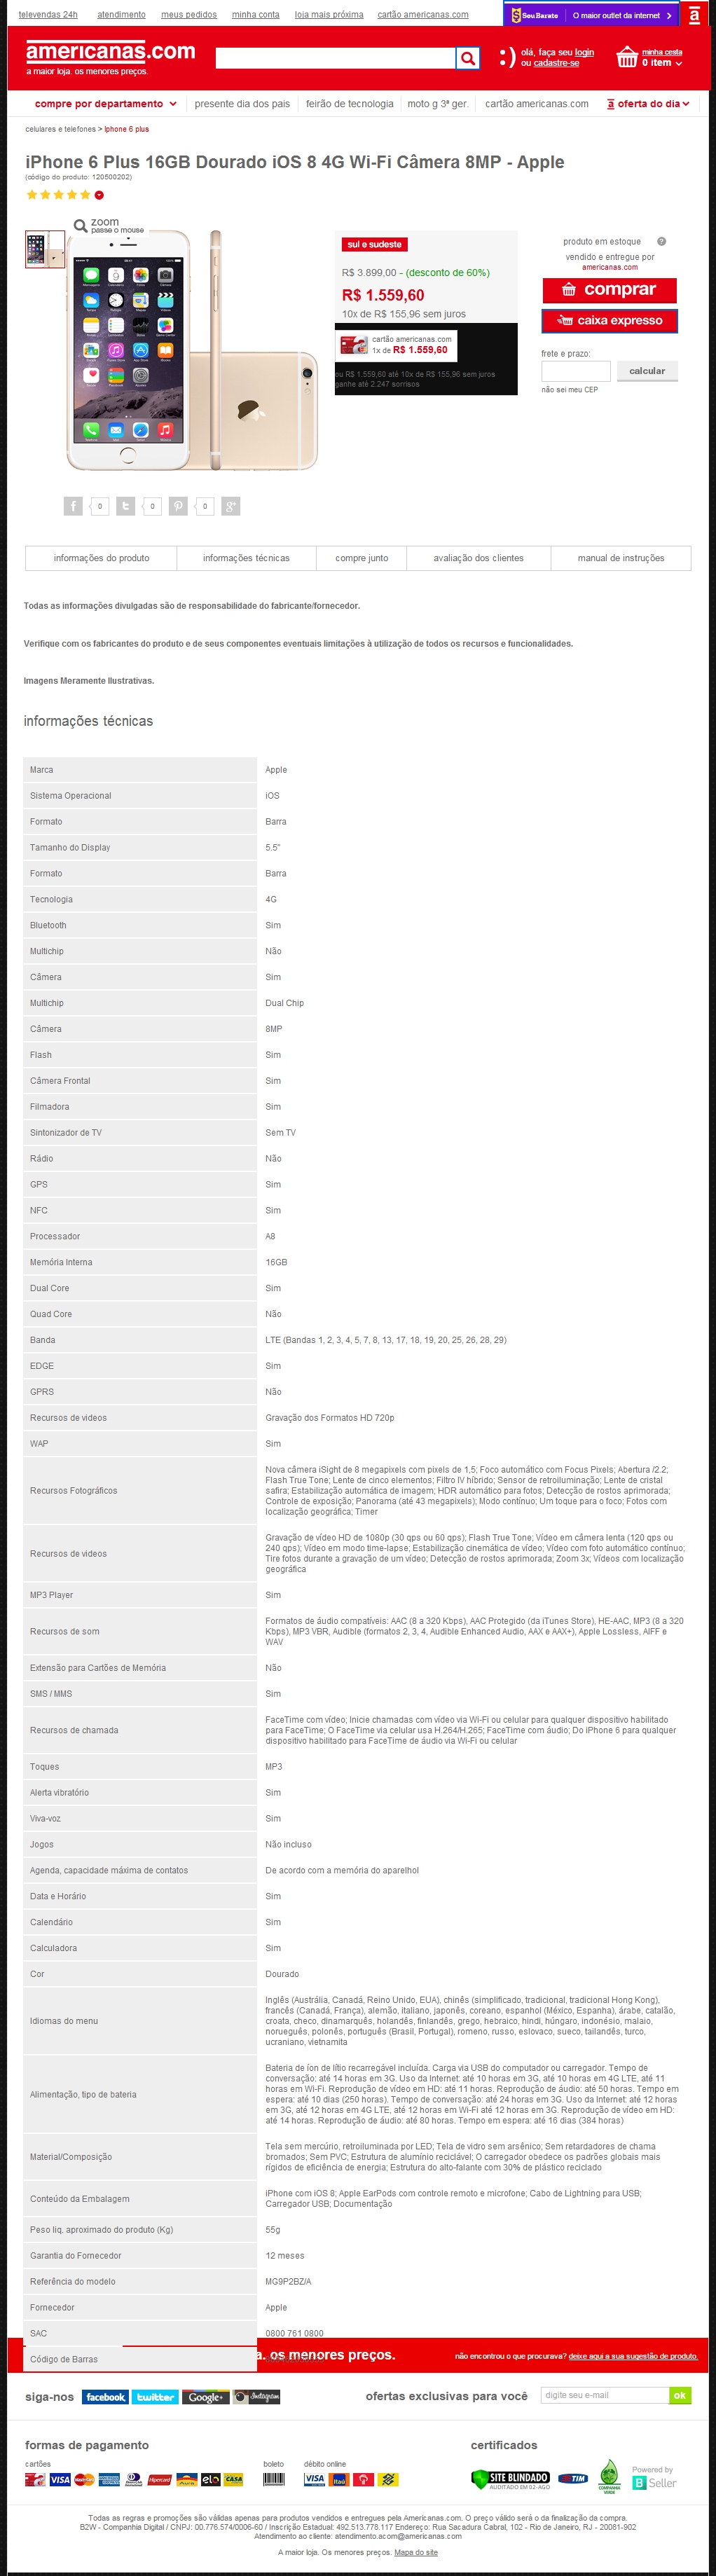 televendas 24h atendimento meus pedidos minha conta loja mais próxima cartão americanas.com
Seu Barato O maior outlet da internet
americanas.com
a maior loja. os menores preços.
olá, faça seu login
ou cadastre-se
minha cesta
0 item
compre por departamento presente dia dos pais feirão de tecnologia moto g 3ª ger. cartão americanas.com oferta do dia
celulares e telefones > Iphone 6 plus
iPhone 6 Plus 16GB Dourado iOS 8 4G Wi-Fi Câmera 8MP - Apple
(código do produto: 120500202)
zoom
passe o mouse
sul e sudeste
R$ 3.899,00 - (desconto de 60%)
R$ 1.559,60
10x de R$ 155,96 sem juros
cartão americanas.com
1x de R$ 1.559,60
ou R$ 1.559,60 até 10x de R$ 155,96 sem juros
ganhe até 2.247 sorrisos
produto em estoque ?
vendido e entregue por
americanas.com
comprar
caixa expresso
frete e prazo:
calcular
não sei meu CEP
0 0 0
informações do produto informações técnicas compre junto avaliação dos clientes manual de instruções
Todas as informações divulgadas são de responsabilidade do fabricante/fornecedor.
Verifique com os fabricantes do produto e de seus componentes eventuais limitações à utilização de todos os recursos e funcionalidades.
Imagens Meramente Ilustrativas.
informações técnicas
Marca Apple
Sistema Operacional iOS
Formato Barra
Tamanho do Display 5.5"
Formato Barra
Tecnologia 4G
Bluetooth Sim
Multichip Não
Câmera Sim
Multichip Dual Chip
Câmera 8MP
Flash Sim
Câmera Frontal Sim
Filmadora Sim
Sintonizador de TV Sem TV
Rádio Não
GPS Sim
NFC Sim
Processador A8
Memória Interna 16GB
Dual Core Sim
Quad Core Não
Banda LTE (Bandas 1, 2, 3, 4, 5, 7, 8, 13, 17, 18, 19, 20, 25, 26, 28, 29)
EDGE Sim
GPRS Não
Recursos de videos Gravação dos Formatos HD 720p
WAP Sim
Recursos Fotográficos
Nova câmera iSight de 8 megapixels com pixels de 1,5; Foco automático com Focus Pixels; Abertura /2.2;
Flash True Tone; Lente de cinco elementos; Filtro IV híbrido; Sensor de retroiluminação; Lente de cristal
safira; Estabilização automática de imagem; HDR automático para fotos; Detecção de rostos aprimorada;
Controle de exposição; Panorama (até 43 megapixels); Modo contínuo; Um toque para o foco; Fotos com
localização geográfica; Timer
Recursos de videos
Gravação de vídeo HD de 1080p (30 qps ou 60 qps); Flash True Tone; Vídeo em câmera lenta (120 qps ou
240 qps); Vídeo em modo time-lapse; Estabilização cinemática de vídeo; Vídeo com foto automático contínuo;
Tire fotos durante a gravação de um vídeo; Detecção de rostos aprimorada; Zoom 3x; Vídeos com localização
geográfica
MP3 Player Sim
Recursos de som
Formatos de áudio compatíveis: AAC (8 a 320 Kbps), AAC Protegido (da iTunes Store), HE-AAC, MP3 (8 a 320
Kbps), MP3 VBR, Audible (formatos 2, 3, 4, Audible Enhanced Audio, AAX e AAX+), Apple Lossless, AIFF e
WAV
Extensão para Cartões de Memória Não
SMS / MMS Sim
Recursos de chamada
FaceTime com vídeo; Inicie chamadas com vídeo via Wi-Fi ou celular para qualquer dispositivo habilitado
para FaceTime; O FaceTime via celular usa H.264/H.265; FaceTime com áudio; Do iPhone 6 para qualquer
dispositivo habilitado para FaceTime de áudio via Wi-Fi ou celular
Toques MP3
Alerta vibratório Sim
Viva-voz Sim
Jogos Não incluso
Agenda, capacidade máxima de contatos De acordo com a memória do aparelhol
Data e Horário Sim
Calendário Sim
Calculadora Sim
Cor Dourado
Idiomas do menu
Inglês (Austrália, Canadá, Reino Unido, EUA), chinês (simplificado, tradicional, tradicional Hong Kong),
francês (Canadá, França), alemão, italiano, japonês, coreano, espanhol (México, Espanha), árabe, catalão,
croata, checo, dinamarquês, holandês, finlandês, grego, hebraico, hindi, húngaro, indonésio, malaio,
norueguês, polonês, português (Brasil, Portugal), romeno, russo, eslovaco, sueco, tailandês, turco,
ucraniano, vietnamita
Alimentação, tipo de bateria
Bateria de íon de lítio recarregável incluída. Carga via USB do computador ou carregador. Tempo de
conversação: até 14 horas em 3G. Uso da Internet: até 10 horas em 3G, até 10 horas em 4G LTE, até 11
horas em Wi-Fi. Reprodução de vídeo em HD: até 11 horas. Reprodução de áudio: até 50 horas. Tempo em
espera: até 10 dias (250 horas). Tempo de conversação: até 24 horas em 3G. Uso da Internet: até 12 horas
em 3G, até 12 horas em 4G LTE, até 12 horas em Wi-Fi até 12 horas em 3G. Reprodução de vídeo em HD:
até 14 horas. Reprodução de áudio: até 80 horas. Tempo em espera: até 16 dias (384 horas)
Material/Composição
Tela sem mercúrio, retroiluminada por LED; Tela de vidro sem arsênico; Sem retardadores de chama
bromados; Sem PVC; Estrutura de alumínio reciclável; O carregador obedece os padrões globais mais
rígidos de eficiência de energia; Estrutura do alto-falante com 30% de plástico reciclado
Conteúdo da Embalagem
iPhone com iOS 8; Apple EarPods com controle remoto e microfone; Cabo de Lightning para USB;
Carregador USB; Documentação
Peso liq. aproximado do produto (Kg) 55g
Garantia do Fornecedor 12 meses
Referência do modelo MG9P2BZ/A
Fornecedor Apple
SAC 0800 761 0800
Código de Barras
a. os menores preços.
não encontrou o que procurava? deixe aqui a sua sugestão de produto.
siga-nos facebook twitter Google+ Instagram
ofertas exclusivas para você digite seu e-mail ok
formas de pagamento certificados
cartões boleto débito online
VISA MasterCard Hipercard Aura elo CASA VISA Itaú
SITE BLINDADO
AUDITADO EM 02-AGO
TIM
COMPANHIA
VERDE
Powered by
Seller
Todas as regras e promoções são válidas apenas para produtos vendidos e entregues pela Americanas.com. O preço válido será o da finalização da compra.
B2W - Companhia Digital / CNPJ: 00.776.574/0006-60 / Inscrição Estadual: 492.513.778.117 Endereço: Rua Sacadura Cabral, 102 - Rio de Janeiro, RJ - 20081-902
Atendimento ao cliente: atendimento.acom@americanas.com
A maior loja. Os menores preços. Mapa do site